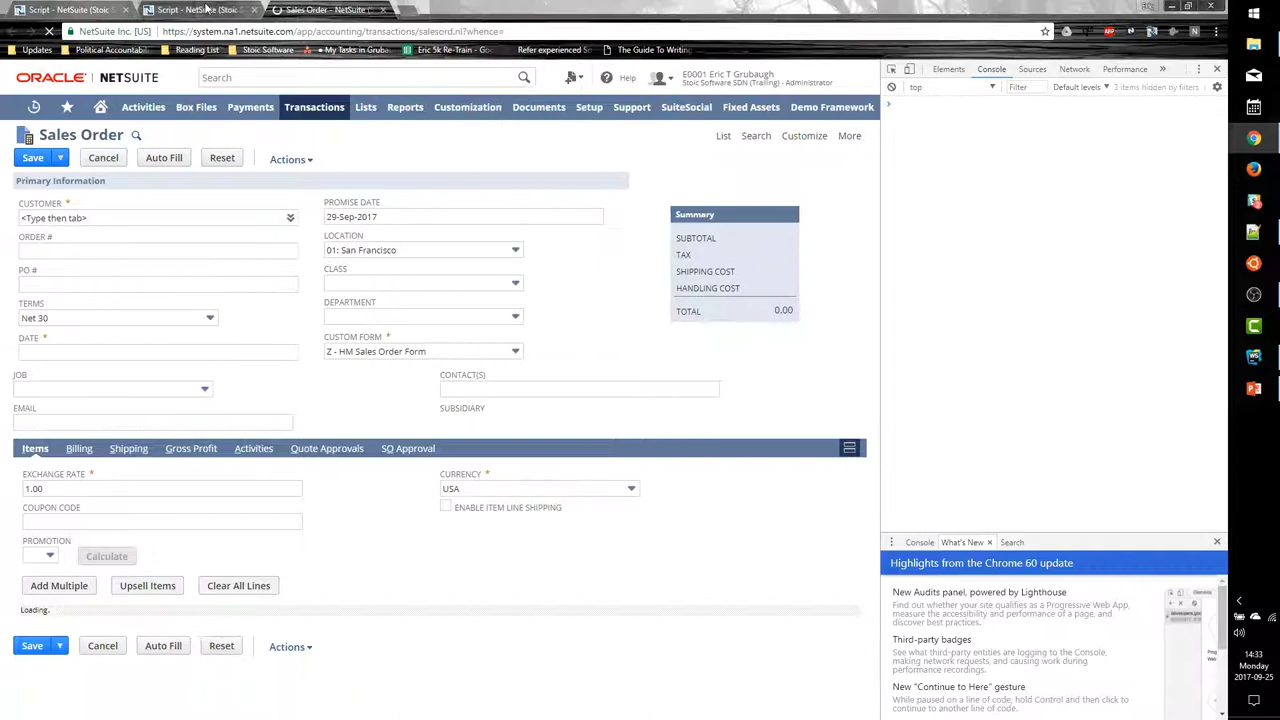 Script - NetSuite (Stoic
Script - NetSuite (Stoic
Sales Order - NetSuite
NetSuite Inc. [US]
https://system.na1.netsuite.com/app/accounting/transactions/salesord.nl?whence=
Updates
Political Accountab
Reading List
Stoic Software
My Tasks in Gruba
Eric 5k Re-Train - Go
Refer experienced S
The Guide To Writing
ORACLE NETSUITE
Search
Help
E0001 Eric T Grubaugh
Stoic Software SDN (Trailing) - Administrator
Activities
Box Files
Payments
Transactions
Lists
Reports
Customization
Documents
Setup
Support
SuiteSocial
Fixed Assets
Demo Framework
Sales Order
List
Search
Customize
More
Save
Cancel
Auto Fill
Reset
Actions
Primary Information
CUSTOMER *
<Type then tab>
ORDER #
PO #
TERMS
Net 30
DATE *
PROMISE DATE
29-Sep-2017
LOCATION
01: San Francisco
CLASS
DEPARTMENT
CUSTOM FORM *
Z - HM Sales Order Form
Summary
SUBTOTAL
TAX
SHIPPING COST
HANDLING COST
TOTAL 0.00
JOB
EMAIL
CONTACT(S)
SUBSIDIARY
Items
Billing
Shipping
Gross Profit
Activities
Quote Approvals
SO Approval
EXCHANGE RATE *
1.00
COUPON CODE
PROMOTION
Calculate
CURRENCY *
USA
ENABLE ITEM LINE SHIPPING
Add Multiple
Upsell Items
Clear All Lines
Loading.
Save
Cancel
Auto Fill
Reset
Actions
Elements
Console
Sources
Network
Performance
top
Filter
Default levels
3 items hidden by filters
Console
What's New
Search
Highlights from the Chrome 60 update
New Audits panel, powered by Lighthouse
Find out whether your site qualifies as a Progressive Web App,
measure the accessibility and performance of a page, and
discover best practices.
Third-party badges
See what third-party entities are logging to the Console,
making network requests, and causing work during
performance recordings.
New "Continue to Here" gesture
While paused on a line of code, hold Control and then click to
continue to another line of code.
14:33
Monday
2017-09-25